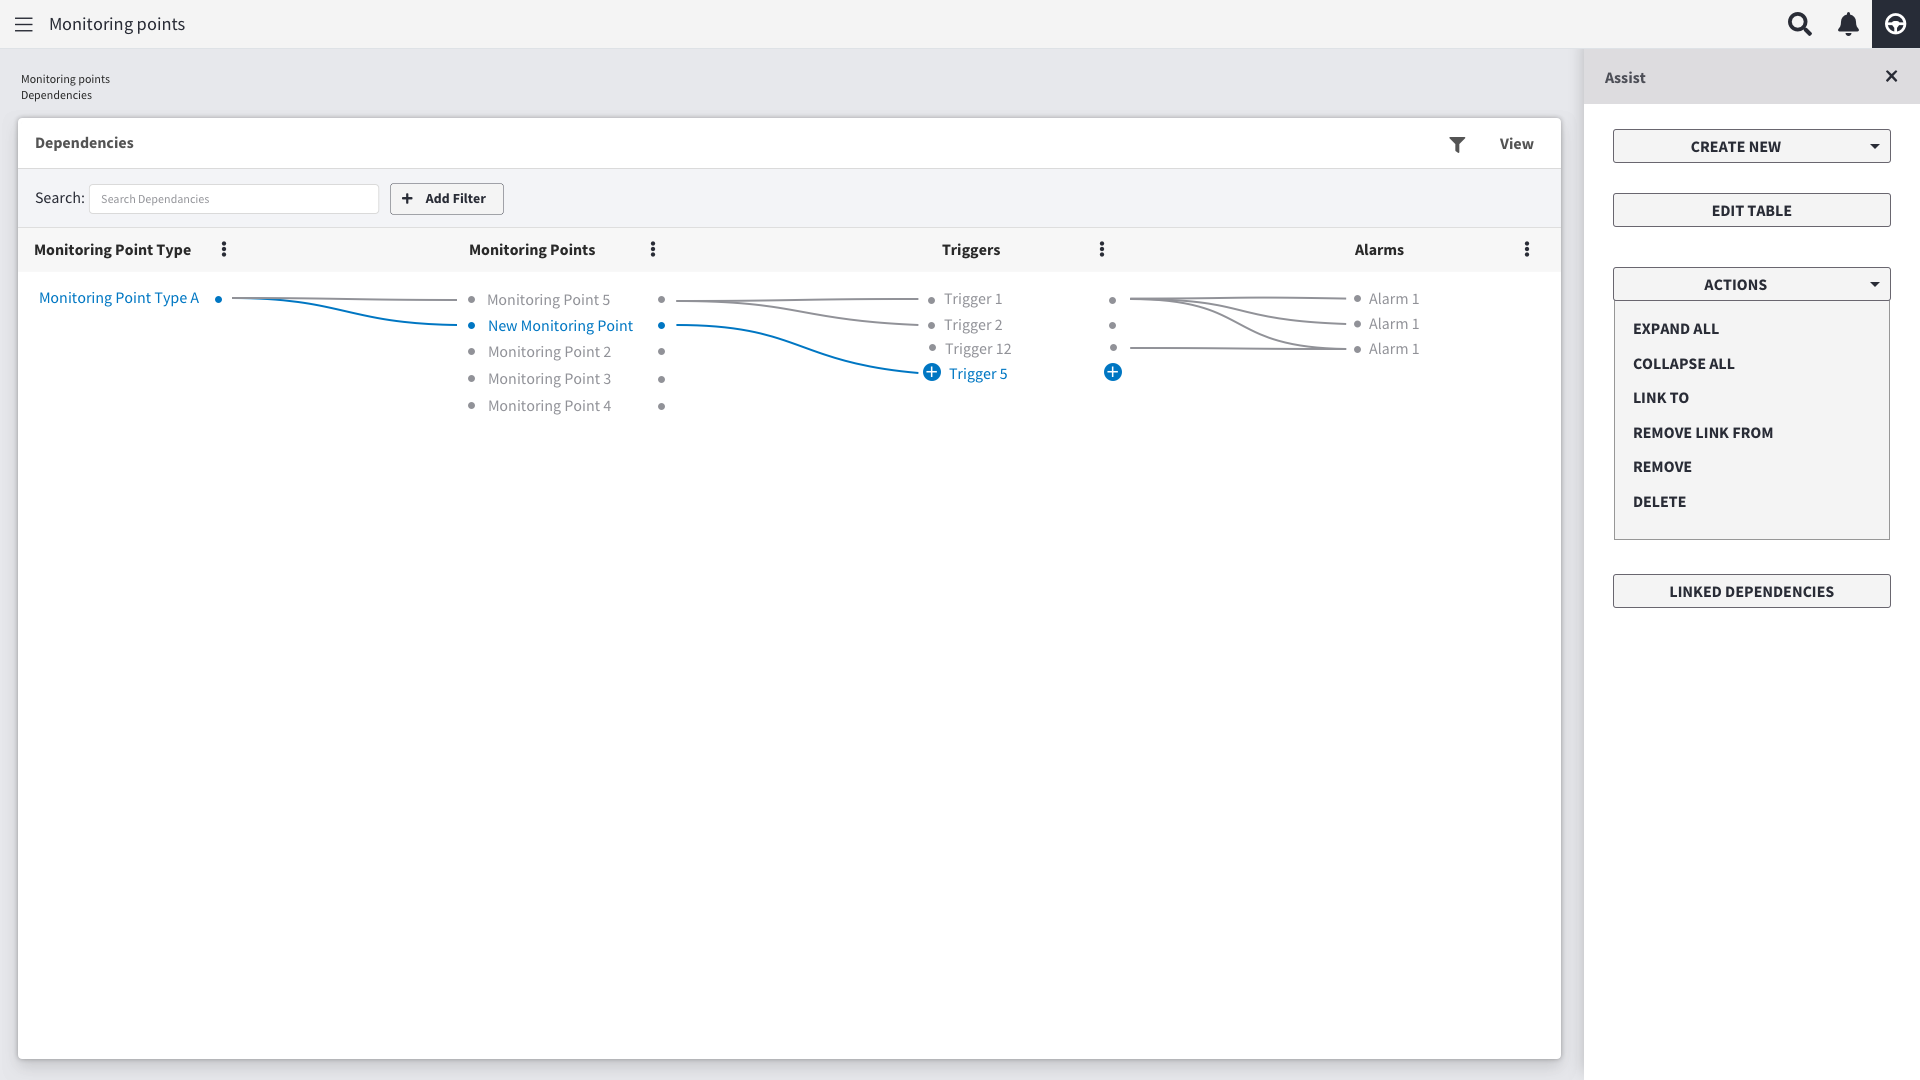 Monitoring points
Monitoring points
Dependencies
Dependencies
View
Search:
Search Dependancies
Add Filter
Monitoring Point Type
Monitoring Points
Triggers
Alarms
Monitoring Point Type A
Monitoring Point 5
Trigger 1
Alarm 1
New Monitoring Point
Trigger 2
Alarm 1
Monitoring Point 2
Trigger 12
Alarm 1
Monitoring Point 3
Trigger 5
Monitoring Point 4
Assist
CREATE NEW
EDIT TABLE
ACTIONS
EXPAND ALL
COLLAPSE ALL
LINK TO
REMOVE LINK FROM
REMOVE
DELETE
LINKED DEPENDENCIES